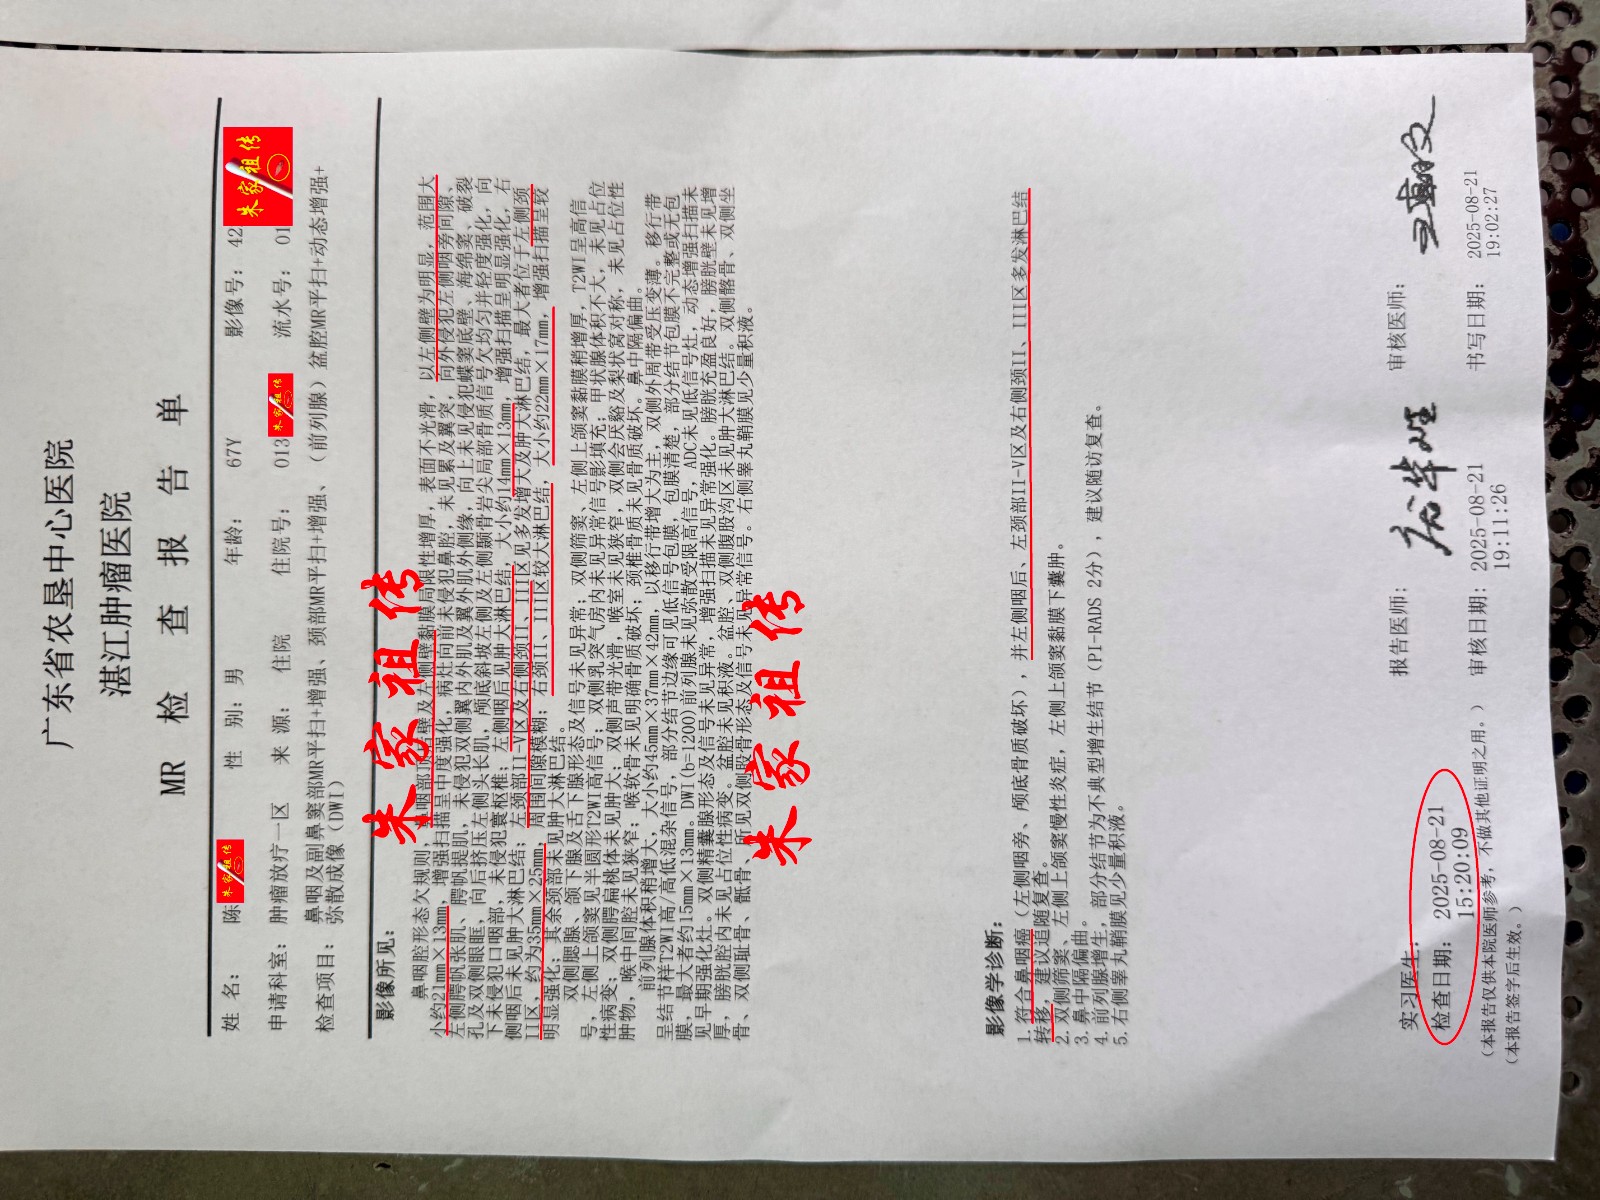 广东省农垦中心医院
湛江肿瘤医院
MR 检 查 报 告 单
姓 名： 陈 朱家祖传 性 别：男 年龄： 67Y 影像号： 42 朱家祖传
申请科室： 肿瘤放疗一区 来 源： 住院 住院号： 013 朱家祖传 流水号： 01
检查项目： 鼻咽及副鼻窦部MR平扫+增强、颈部MR平扫+增强、（前列腺）盆腔MR平扫+动态增强+
弥散成像（DWI）
朱家祖传
影像所见：
鼻咽腔形态欠规则，鼻咽部顶后壁及左侧壁黏膜局限性增厚，表面不光滑，以左侧壁为明显，范围大
小约21mm×13mm，增强扫描呈中度强化，病灶向前未侵犯鼻腔，未见累及翼突，向外侵犯左侧咽旁间隙、
左侧腭帆张肌、腭帆提肌，未侵犯双侧翼内外肌及翼外肌外侧缘，向上未见侵犯蝶窦底壁、海绵窦、破裂
孔及双侧眼眶，向后挤压左侧头长肌，颅底斜坡左侧及左侧颞骨岩尖局部骨质信号欠均匀并轻度强化，向
下未侵犯口咽部，未侵犯寰枢椎；左侧咽后见肿大淋巴结，大小约14mm×13mm，增强扫描呈明显强化，右
侧咽后未见肿大淋巴结；左颈部II-V区及右侧颈II、III区见多发增大及肿大淋巴结，最大者位于左侧颈
III区，约为35mm×25mm，周围间隙模糊；右颈II、III区较大淋巴结，大小约22mm×17mm，增强扫描呈较
明显强化；其余颈部未见肿大淋巴结。
双侧腮腺、颌下腺及舌下腺形态及信号未见异常；双侧筛窦、左侧上颌窦黏膜稍增厚，T2WI呈高信
号，左侧上颌窦见半圆形T2WI高信号；双侧乳突气房内未见异常信号影填充；甲状腺体积不大，未见占位
性病变；双侧腭扁桃体未见肿大；双侧声带光滑，喉室未见狭窄，双侧会厌谿及梨状窝对称，未见占位性
肿物，喉中间腔未见狭窄；喉软骨未见明确骨质破坏；颈椎骨质未见骨质破坏。鼻中隔偏曲。
前列腺体积稍增大，大小约45mm×37mm×42mm，以移行带增大为主，双侧外周带受压变薄。移行带
呈结节样T2WI高/高低混杂信号，部分结节边缘可见低信号包膜，包膜清楚，部分结节包膜不完整或无包
膜，最大者约15mm×13mm。DWI(b=1200)前列腺未见弥散受限高信号，ADC未见低信号灶，动态增强扫描未
见早期强化灶。双侧精囊腺形态及信号未见异常，增强扫描未见异常强化。膀胱充盈良好，膀胱壁未见增
厚，膀胱腔内未见占位性病变。盆腔未见积液。盆腔、双侧腹股沟区未见肿大淋巴结。双侧髂骨、双侧坐
骨、双侧耻骨、骶骨、所见双侧股骨形态及信号未见异常信号。右侧睾丸鞘膜见少量积液。
朱家祖传
影像学诊断：
1. 符合鼻咽癌（左侧咽旁、颅底骨质破坏），并左侧咽后、左颈部II-V区及右侧颈II、III区多发淋巴结
转移，建议追随复查。
2. 双侧筛窦、左侧上颌窦慢性炎症，左侧上颌窦黏膜下囊肿。
3. 鼻中隔偏曲。
4. 前列腺增生，部分结节为不典型增生结节（PI-RADS 2分），建议随访复查。
5. 右侧睾丸鞘膜见少量积液。
实习医生： 报告医师： 审核医师：
检查日期： 2025-08-21 15:20:09 审核日期： 2025-08-21 19:11:26 书写日期： 2025-08-21 19:02:27
（本报告仅供本院医师参考，不做其他证明之用。）
（本报告签字后生效。）